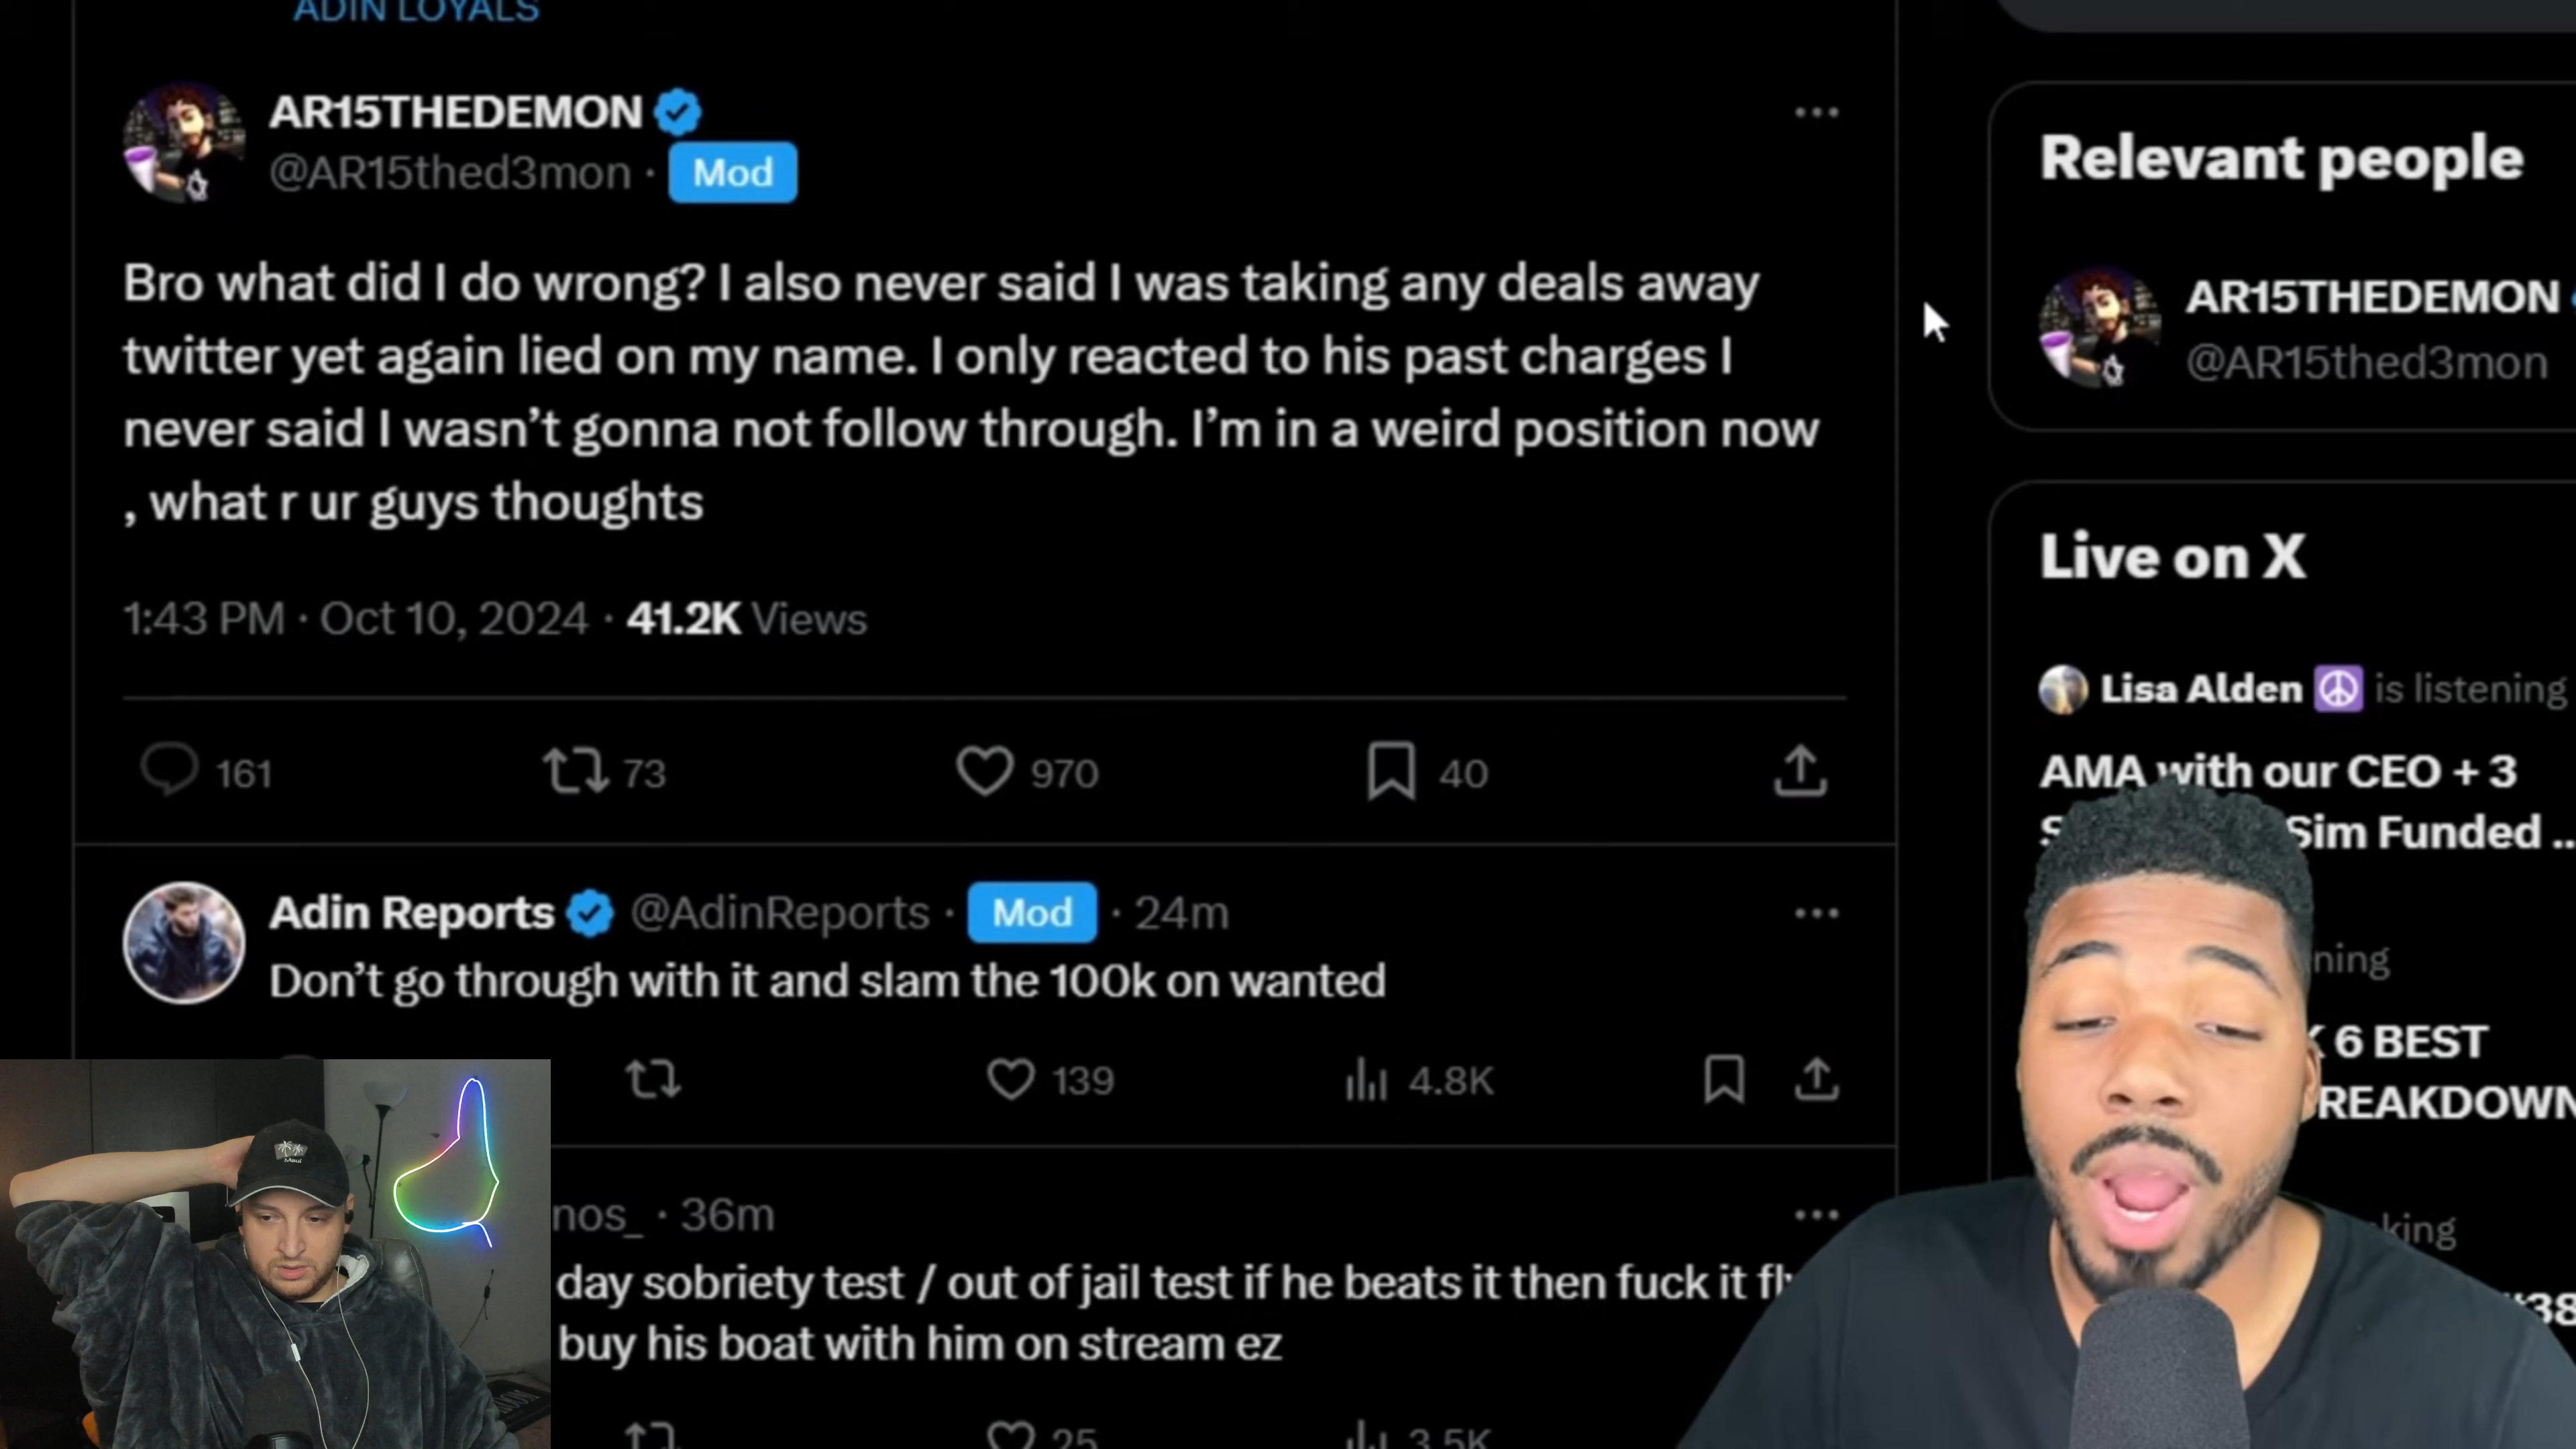 ADIN LOYALS
AR15THEDEMON
@AR15thed3mon · Mod
Bro what did I do wrong? I also never said I was taking any deals away
twitter yet again lied on my name. I only reacted to his past charges I
never said I wasn’t gonna not follow through. I’m in a weird position now
, what r ur guys thoughts
1:43 PM · Oct 10, 2024 · 41.2K Views
161 73 970 40
Adin Reports @AdinReports · Mod · 24m
Don’t go through with it and slam the 100k on wanted
139 4.8K
nos_ · 36m
day sobriety test / out of jail test if he beats it then fuck it
buy his boat with him on stream ez
25 3.5K
Relevant people
AR15THEDEMON
@AR15thed3mon
Live on X
Lisa Alden is listening
AMA with our CEO + 3
Sim Funded ...
6 BEST
Maui